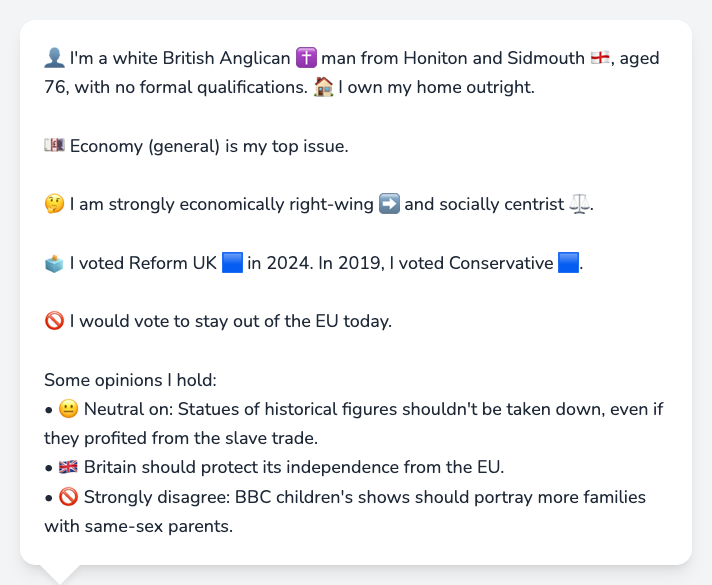 👤 I'm a white British Anglican ✝️ man from Honiton and Sidmouth 🏴󠁧󠁢󠁥󠁮󠁧󠁿, aged
76, with no formal qualifications. 🏠 I own my home outright.
💷 Economy (general) is my top issue.
🤔 I am strongly economically right-wing ➡️ and socially centrist ⚖️.
🗳️ I voted Reform UK 🟦 in 2024. In 2019, I voted Conservative 🟦.
🚫 I would vote to stay out of the EU today.
Some opinions I hold:
• 😐 Neutral on: Statues of historical figures shouldn't be taken down, even if
they profited from the slave trade.
• 🇬🇧 Britain should protect its independence from the EU.
• 🚫 Strongly disagree: BBC children's shows should portray more families
with same-sex parents.